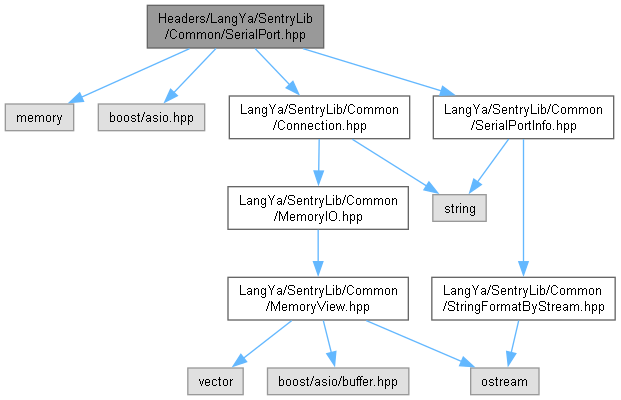 Headers/LangYa/SentryLib
/Common/SerialPort.hpp
memory
boost/asio.hpp
LangYa/SentryLib/Common
/Connection.hpp
LangYa/SentryLib/Common
/SerialPortInfo.hpp
LangYa/SentryLib/Common
/MemoryIO.hpp
string
LangYa/SentryLib/Common
/MemoryView.hpp
LangYa/SentryLib/Common
/StringFormatByStream.hpp
vector
boost/asio/buffer.hpp
ostream